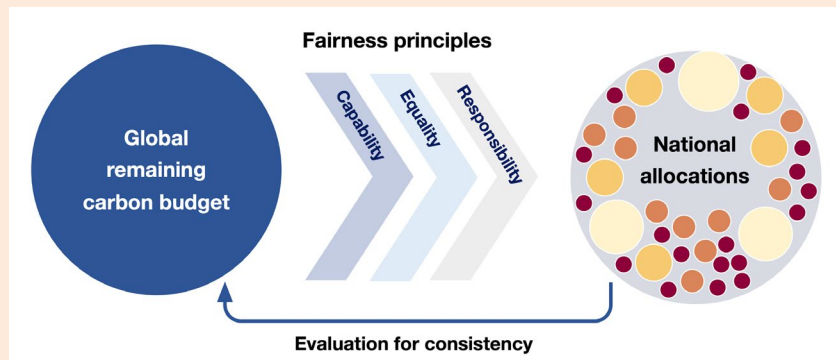 Fairness principles
Global
remaining
carbon budget
Capability
Equality
Responsibility
National
allocations
Evaluation for consistency